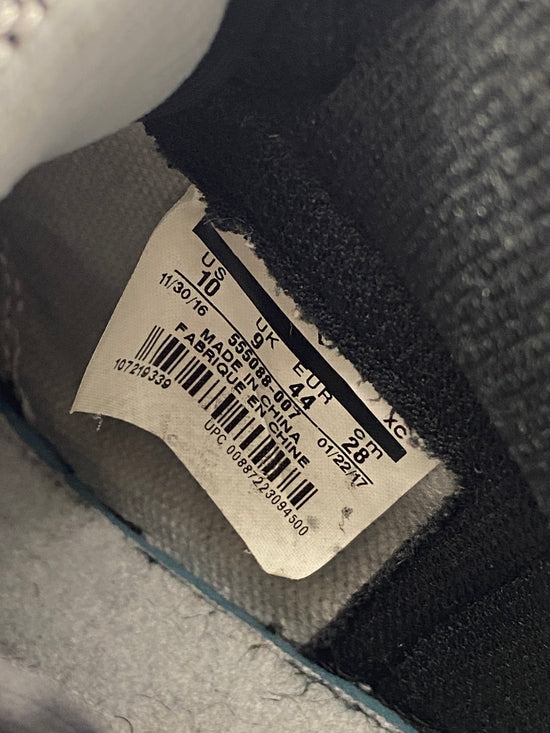 XC
US UK EUR cm
10 9 44 28
11/30/16 555088-007 01/22/17
MADE IN CHINA
FABRIQUE EN CHINE
107219339
UPC 00887223094500